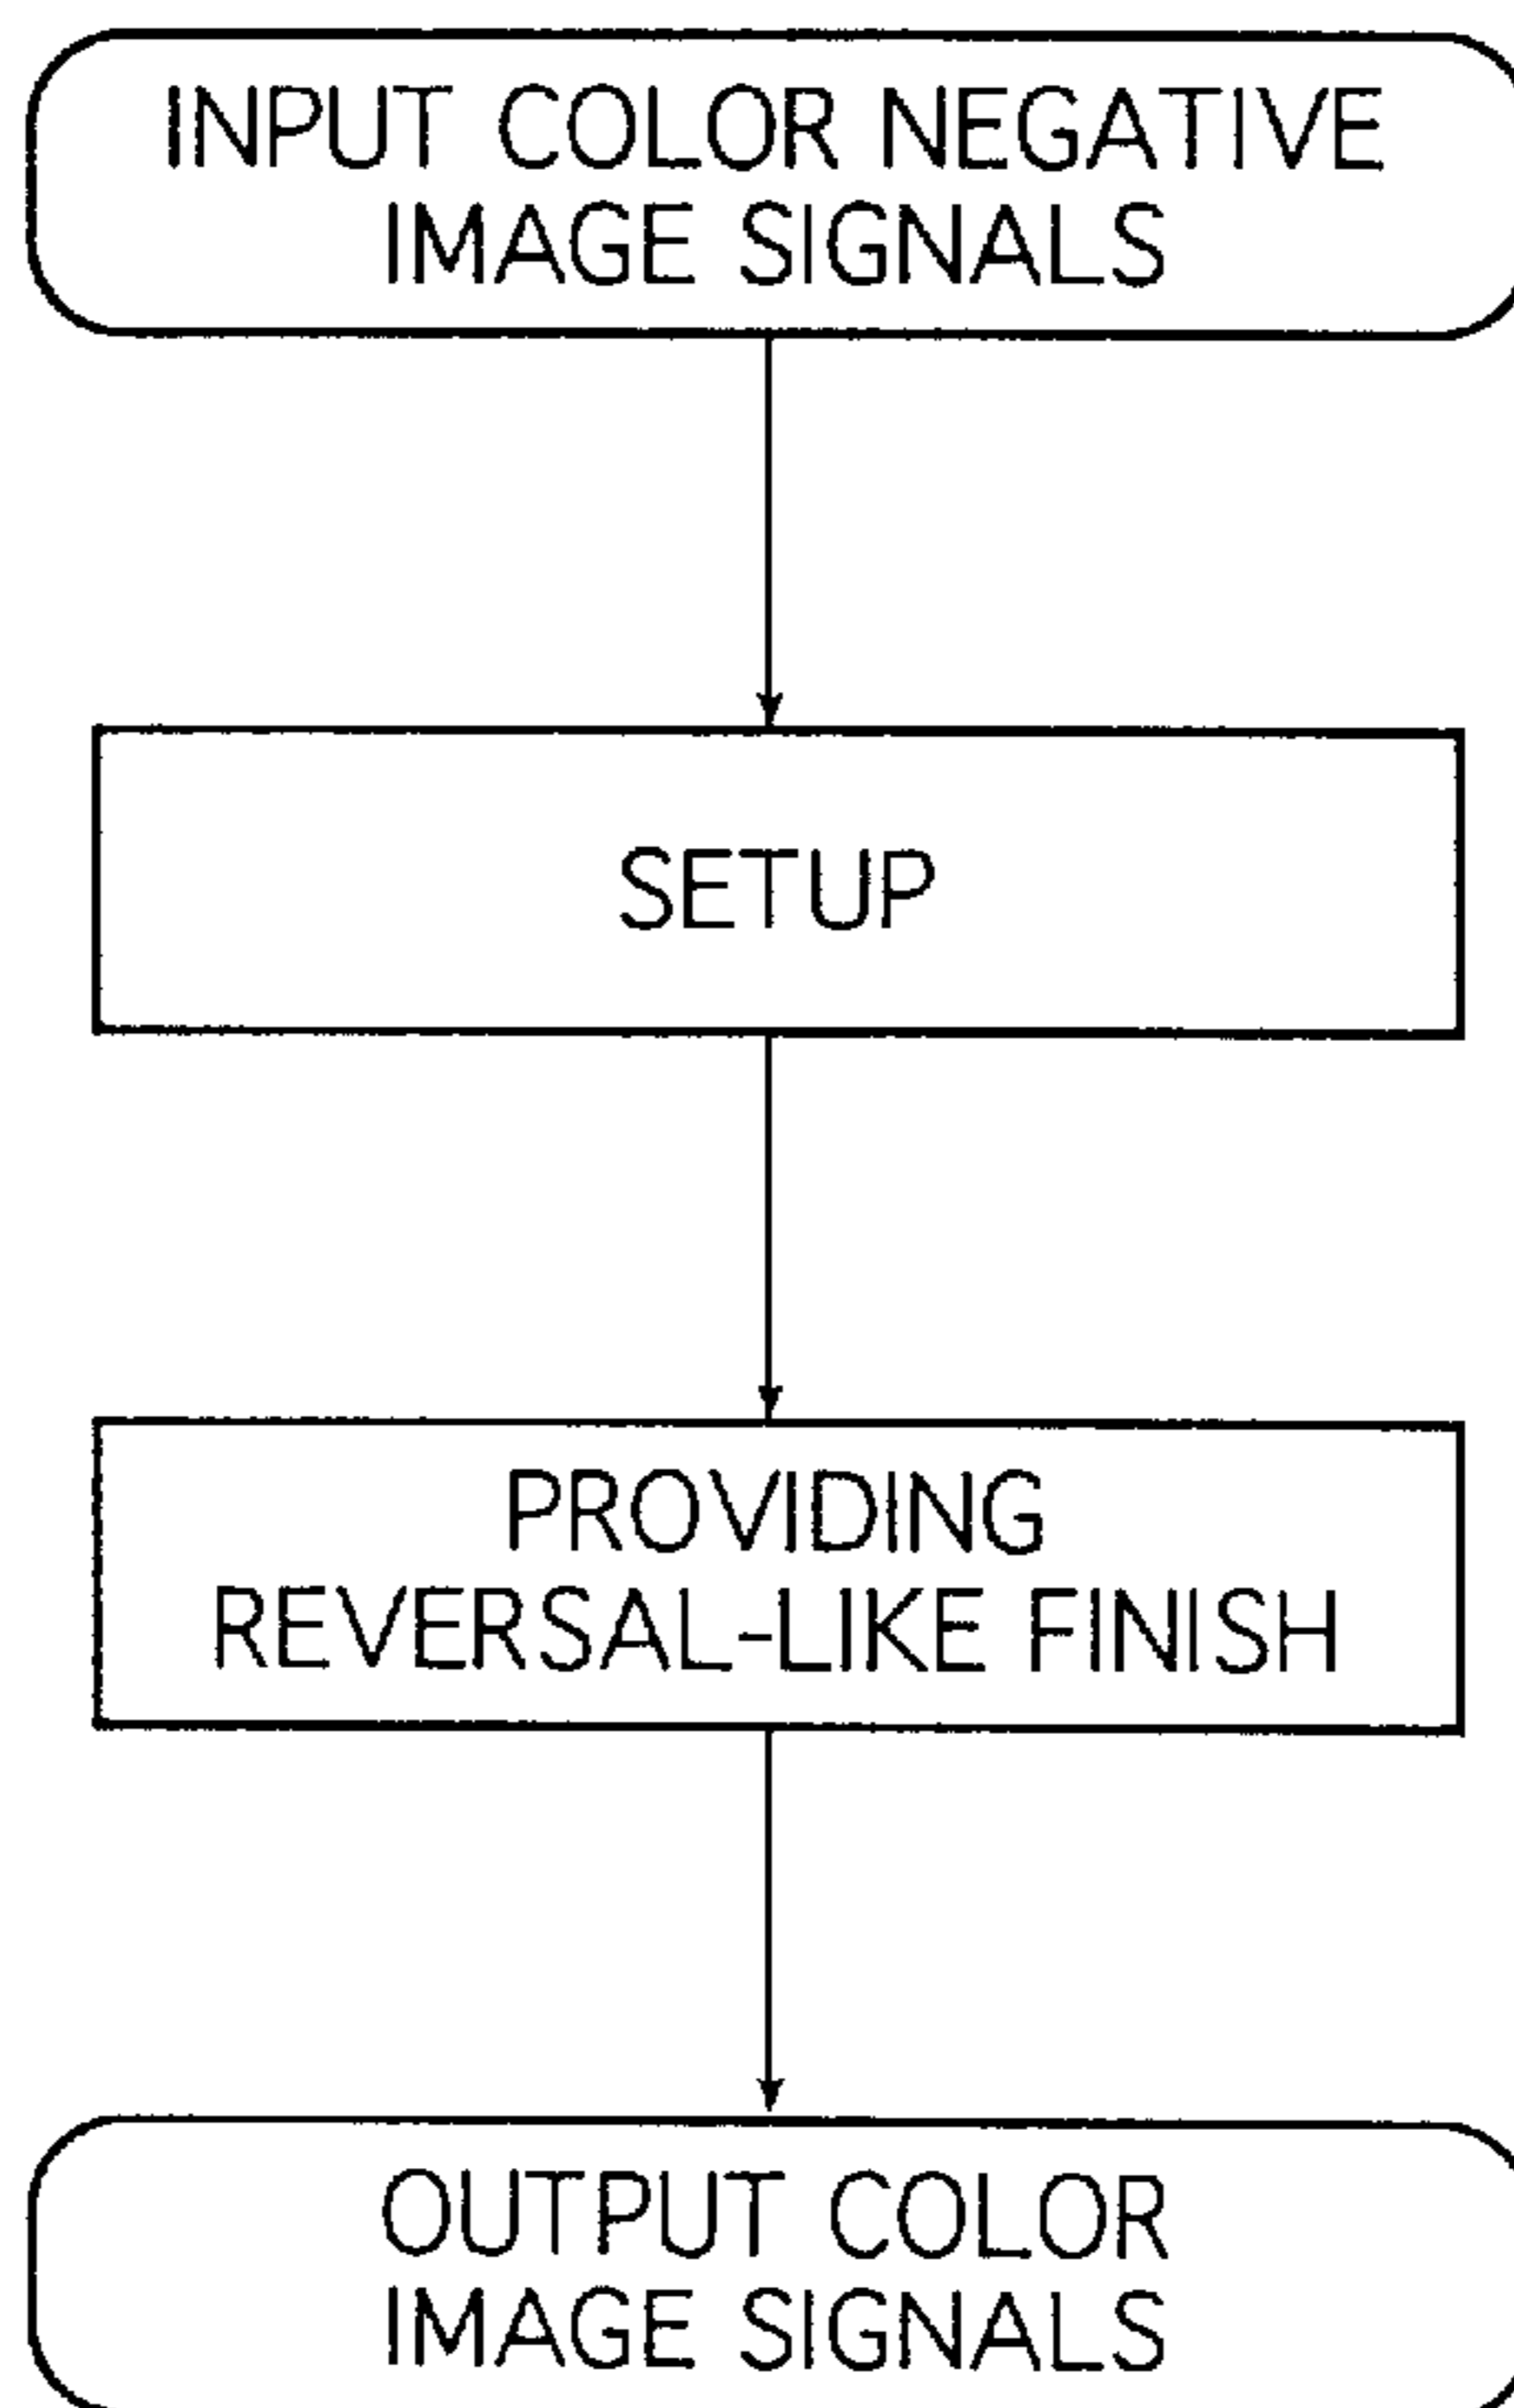 INPUT COLOR NEGATIVE
IMAGE SIGNALS
SETUP
PROVIDING
REVERSAL-LIKE FINISH
OUTPUT COLOR
IMAGE SIGNALS